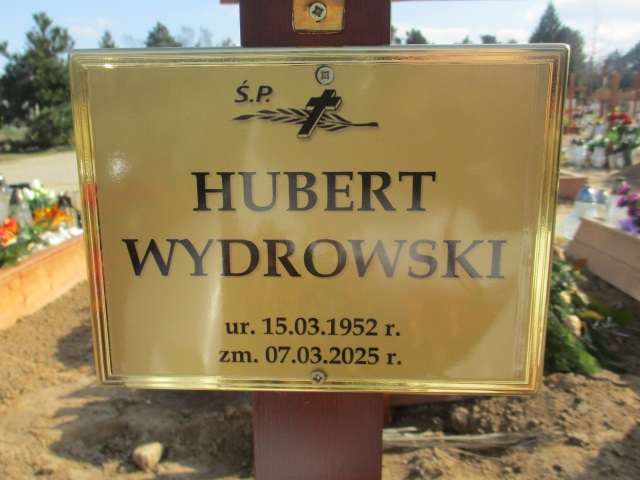 Ś.P.
HUBERT
WYDROWSKI
ur. 15.03.1952 r.
zm. 07.03.2025 r.